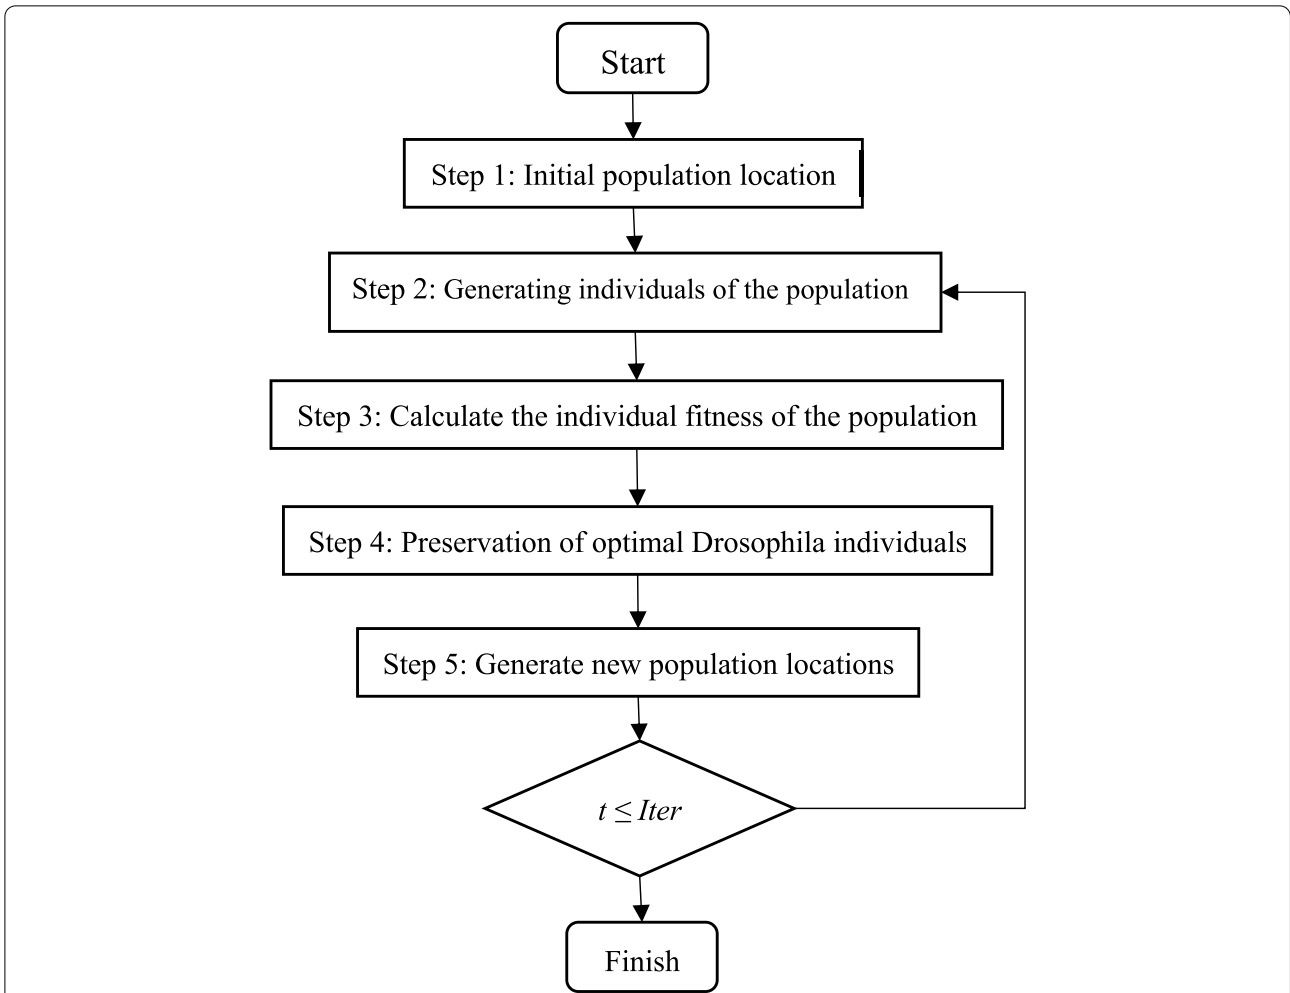 Start
Step 1: Initial population location
Step 2: Generating individuals of the population
Step 3: Calculate the individual fitness of the population
Step 4: Preservation of optimal Drosophila individuals
Step 5: Generate new population locations
t ≤ Iter
Finish